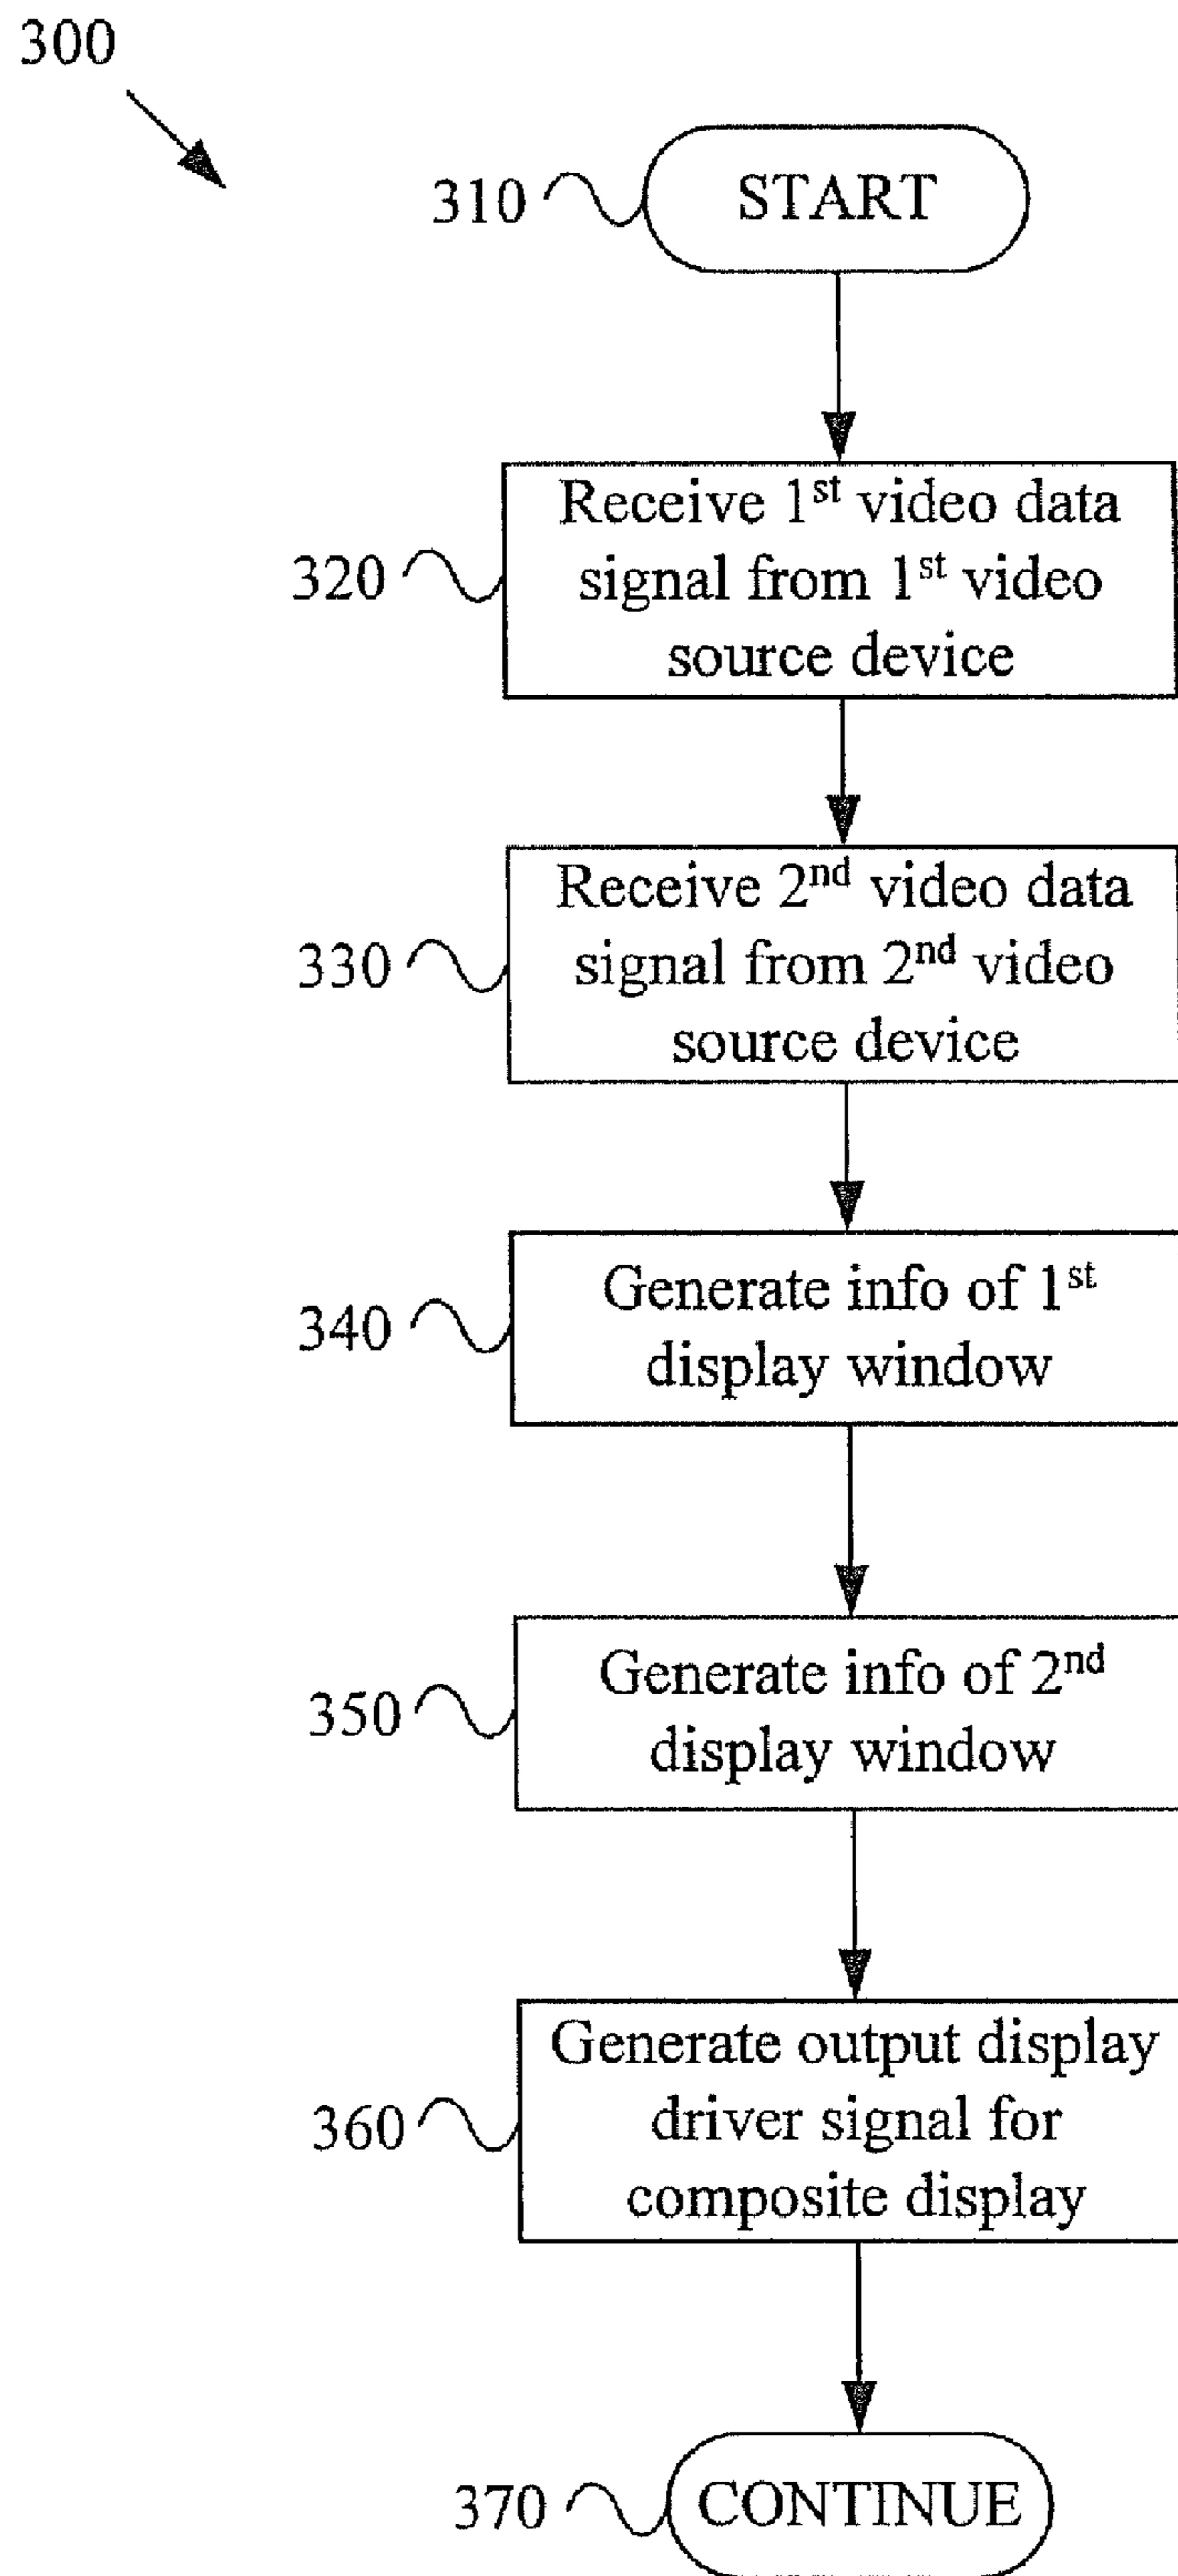 300
310
START
320
Receive 1st video data
signal from 1st video
source device
330
Receive 2nd video data
signal from 2nd video
source device
340
Generate info of 1st
display window
350
Generate info of 2nd
display window
360
Generate output display
driver signal for
composite display
370
CONTINUE